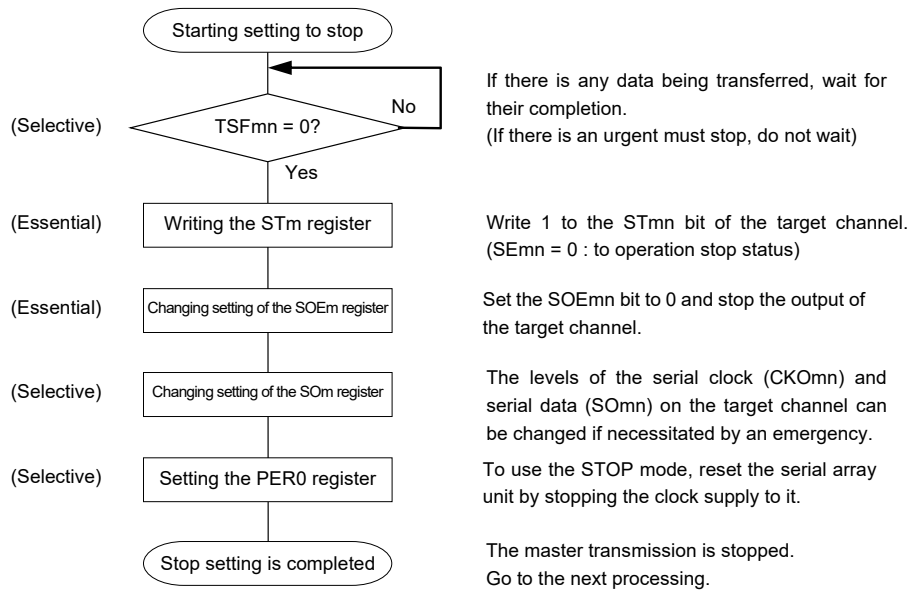 Starting setting to stop
No
(Selective)
TSFmn = 0?
If there is any data being transferred, wait for
their completion.
(If there is an urgent must stop, do not wait)
Yes
(Essential)
Writing the STm register
Write 1 to the STmn bit of the target channel.
(SEmn = 0 : to operation stop status)
(Essential)
Changing setting of the SOEm register
Set the SOEmn bit to 0 and stop the output of
the target channel.
(Selective)
Changing setting of the SOm register
The levels of the serial clock (CKOmn) and
serial data (SOmn) on the target channel can
be changed if necessitated by an emergency.
(Selective)
Setting the PER0 register
To use the STOP mode, reset the serial array
unit by stopping the clock supply to it.
Stop setting is completed
The master transmission is stopped.
Go to the next processing.